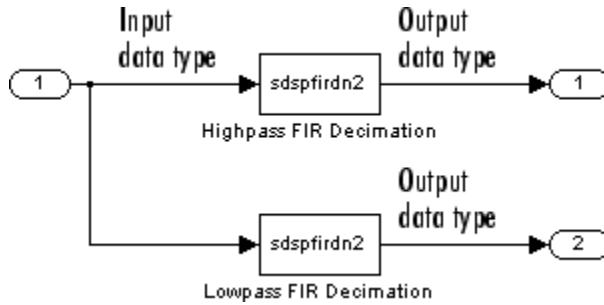 Input
data type
Output
data type
1
sdspfirdn2
1
Highpass FIR Decimation
Output
data type
sdspfirdn2
2
Lowpass FIR Decimation